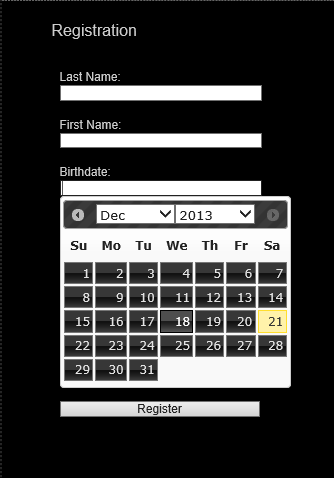 Registration
Last Name:
First Name:
Birthdate:
Dec 2013
Su Mo Tu We Th Fr Sa
1 2 3 4 5 6 7
8 9 10 11 12 13 14
15 16 17 18 19 20 21
22 23 24 25 26 27 28
29 30 31
Register